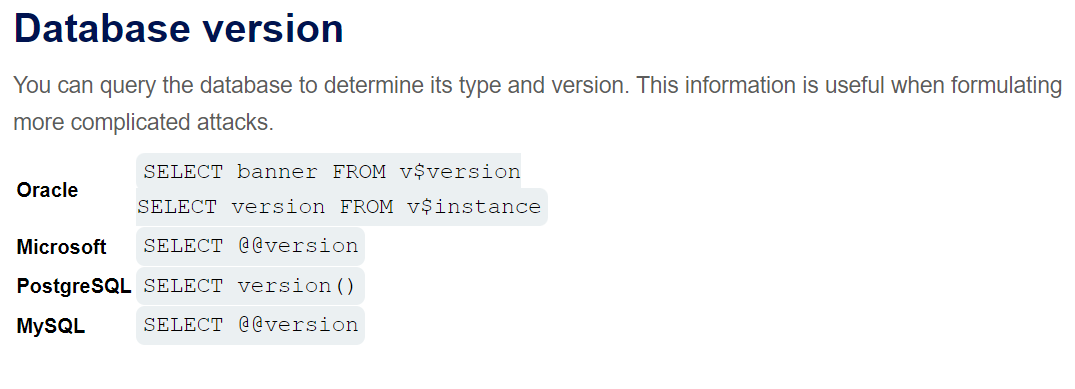 Database version
You can query the database to determine its type and version. This information is useful when formulating
more complicated attacks.
Oracle
SELECT banner FROM v$version
SELECT version FROM v$instance
Microsoft SELECT @@version
PostgreSQL SELECT version()
MySQL SELECT @@version